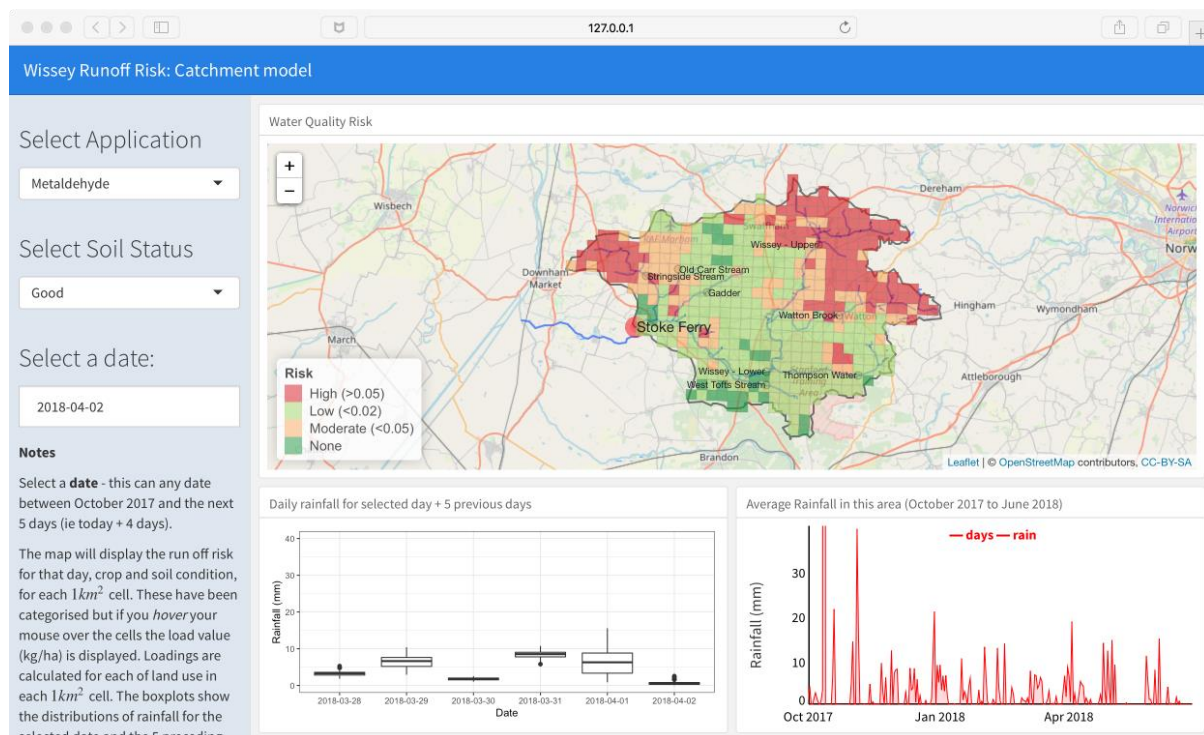 127.0.0.1
Wissey Runoff Risk: Catchment model
Select Application
Metaldehyde
Select Soil Status
Good
Select a date:
2018-04-02
Notes
Select a date - this can any date
between October 2017 and the next
5 days (ie today + 4 days).
The map will display the run off risk
for that day, crop and soil condition,
for each 1km² cell. These have been
categorised but if you hover your
mouse over the cells the load value
(kg/ha) is displayed. Loadings are
calculated for each of land use in
each 1km² cell. The boxplots show
the distributions of rainfall for the
selected date and the 5 preceding
Water Quality Risk
+
−
Wisbech
Dereham
Norwich
Internatio
Airport
Norw
Swaffham
Wissey - Upper
Downham
Market
Old Carr Stream
Stringside Stream
Gadder
Watton Brook
Watton
Hingham
Wymondham
Stoke Ferry
March
Wissey - Lower
Thompson Water
West Tofts Stream
Area
Attleborough
Brandon
Risk
High (>0.05)
Low (<0.02)
Moderate (<0.05)
None
Leaflet | © OpenStreetMap contributors, CC-BY-SA
Daily rainfall for selected day + 5 previous days
Rainfall (mm)
40
30
20
10
0
2018-03-28 2018-03-29 2018-03-30 2018-03-31 2018-04-01 2018-04-02
Date
Average Rainfall in this area (October 2017 to June 2018)
days rain
Rainfall (mm)
30
20
10
0
Oct 2017 Jan 2018 Apr 2018